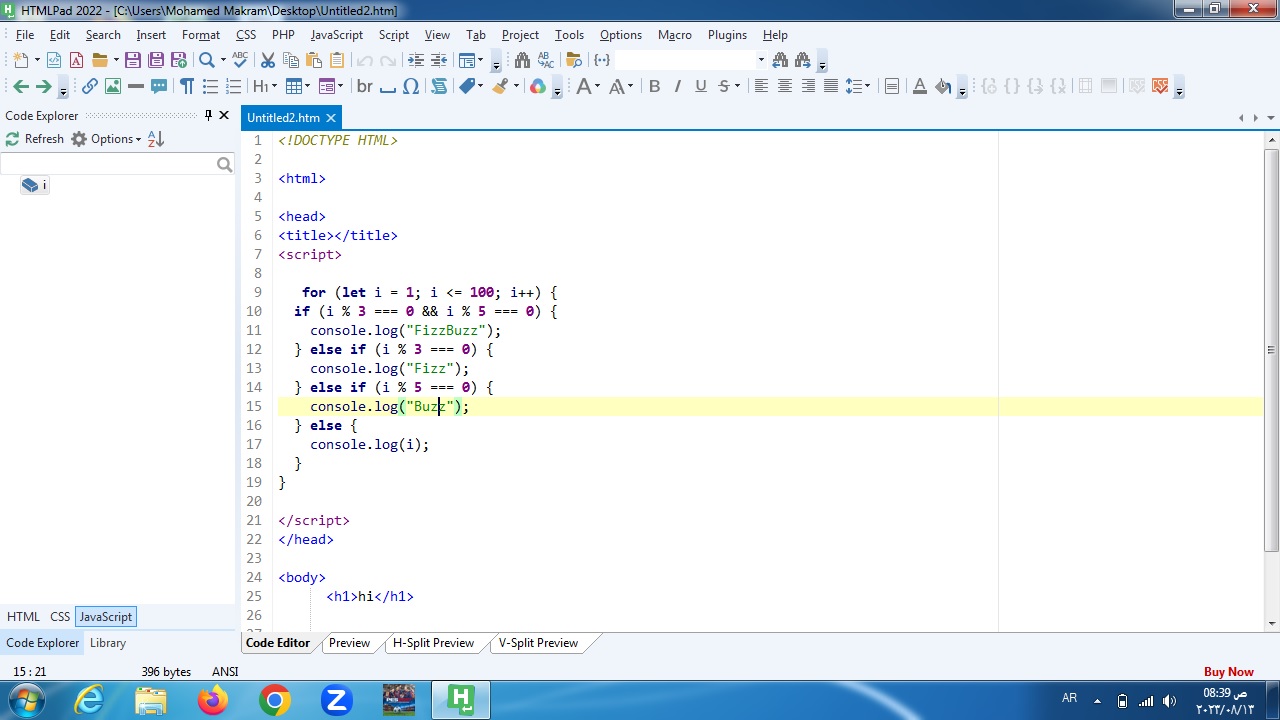 HTMLPad 2022 - [C:\Users\Mohamed Makram\Desktop\Untitled2.htm]
File Edit Search Insert Format CSS PHP JavaScript Script View Tab Project Tools Options Macro Plugins Help
Code Explorer
Refresh Options
i
Untitled2.htm
1 <!DOCTYPE HTML>
2
3 <html>
4
5 <head>
6 <title></title>
7 <script>
8
9 for (let i = 1; i <= 100; i++) {
10 if (i % 3 === 0 && i % 5 === 0) {
11 console.log("FizzBuzz");
12 } else if (i % 3 === 0) {
13 console.log("Fizz");
14 } else if (i % 5 === 0) {
15 console.log("Buzz");
16 } else {
17 console.log(i);
18 }
19 }
20
21 </script>
22 </head>
23
24 <body>
25 <h1>hi</h1>
26
27
HTML CSS JavaScript
Code Explorer Library
Code Editor Preview H-Split Preview V-Split Preview
15 : 21 396 bytes ANSI Buy Now
AR
08:39 ص
٢٠٢٣/٠٨/١٣